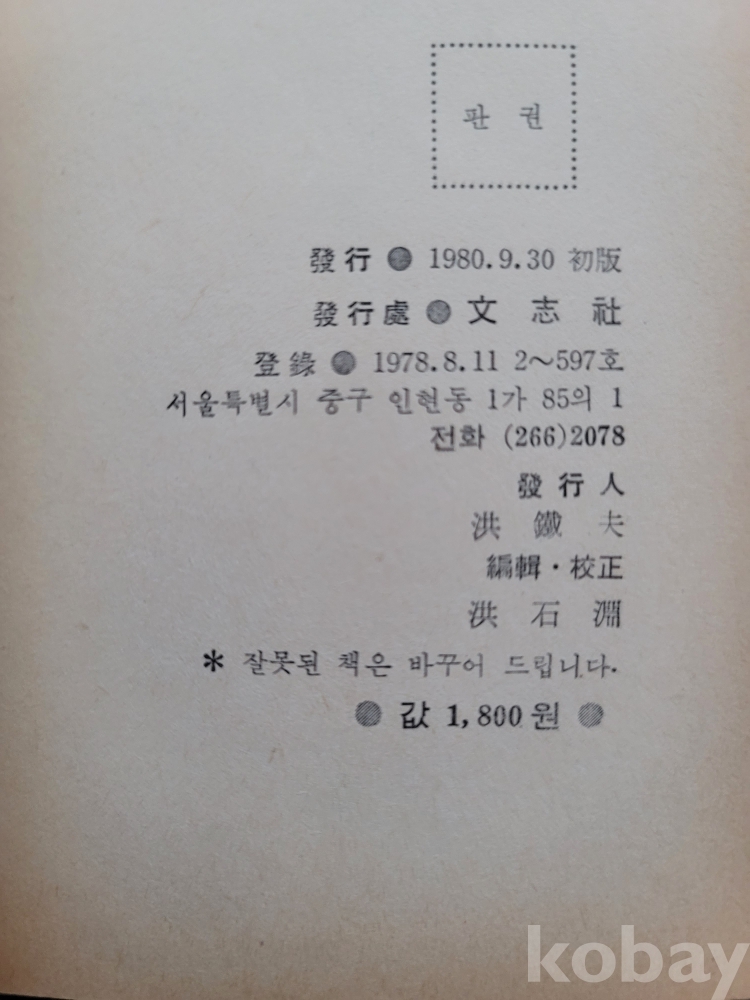 판 권
發行 ● 1980.9.30 初版
發行處 ● 文志社
登錄 ● 1978.8.11 2~597호
서울특별시 중구 인현동 1가 85의 1
전화 (266)2078
發行人
洪鐵夫
編輯·校正
洪石淵
* 잘못된 책은 바꾸어 드립니다.
● 값 1,800원 ●
kobay